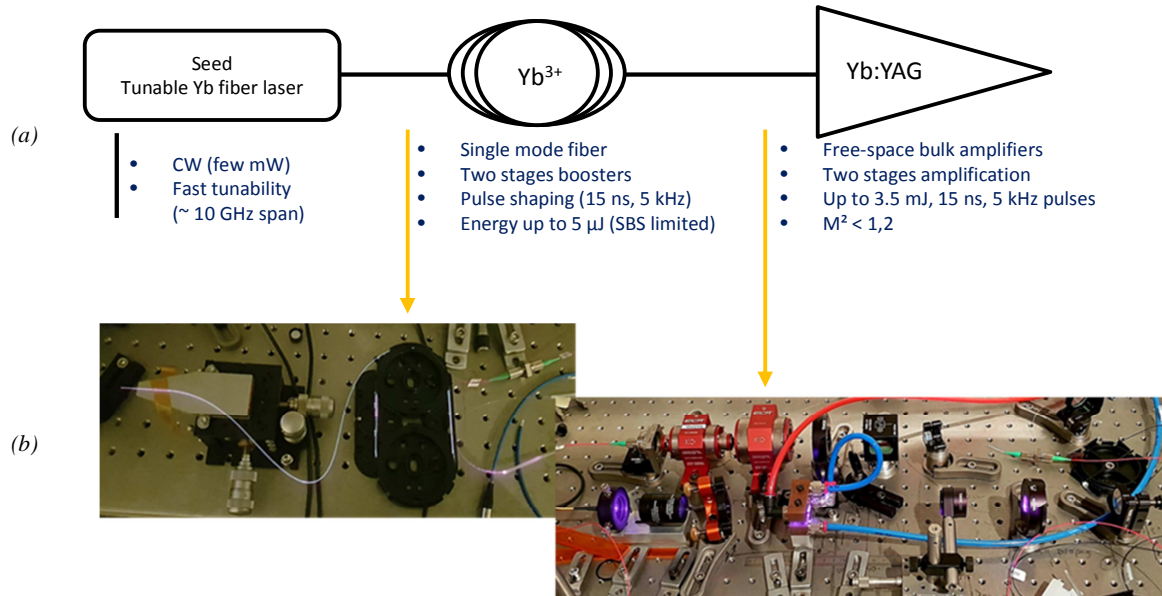 Seed
Tunable Yb fiber laser
Yb³⁺
Yb:YAG
(a)
• CW (few mW)
• Fast tunability
(~ 10 GHz span)
• Single mode fiber
• Two stages boosters
• Pulse shaping (15 ns, 5 kHz)
• Energy up to 5 µJ (SBS limited)
• Free-space bulk amplifiers
• Two stages amplification
• Up to 3.5 mJ, 15 ns, 5 kHz pulses
• M² < 1,2
(b)